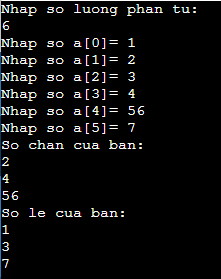 Nhap so luong phan tu:
6
Nhap so a[0]= 1
Nhap so a[1]= 2
Nhap so a[2]= 3
Nhap so a[3]= 4
Nhap so a[4]= 56
Nhap so a[5]= 7
So chan cua ban:
2
4
56
So le cua ban:
1
3
7